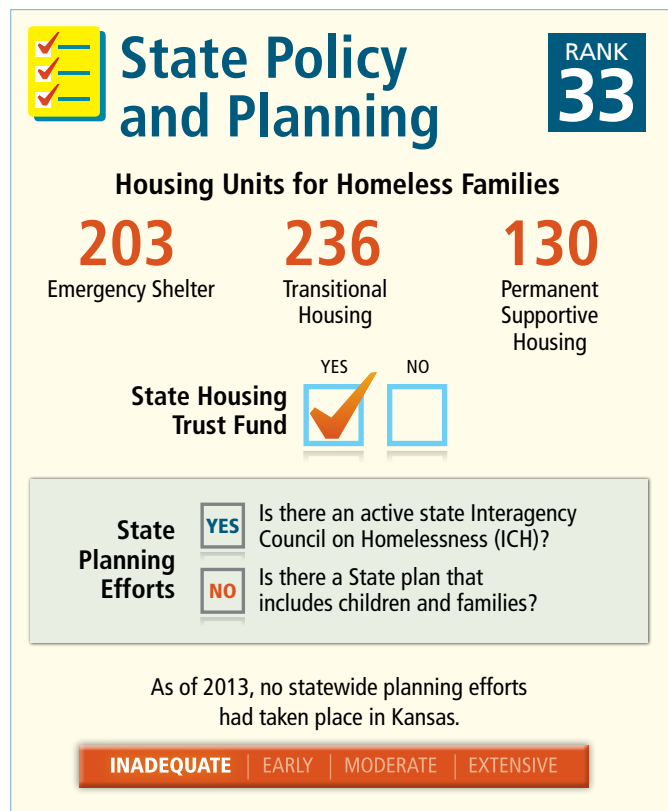 State Policy
and Planning
RANK
33
Housing Units for Homeless Families
203
Emergency Shelter
236
Transitional
Housing
130
Permanent
Supportive
Housing
YES
NO
State Housing
Trust Fund
State
Planning
Efforts
YES
Is there an active state Interagency
Council on Homelessness (ICH)?
NO
Is there a State plan that
includes children and families?
As of 2013, no statewide planning efforts
had taken place in Kansas.
INADEQUATE | EARLY | MODERATE | EXTENSIVE